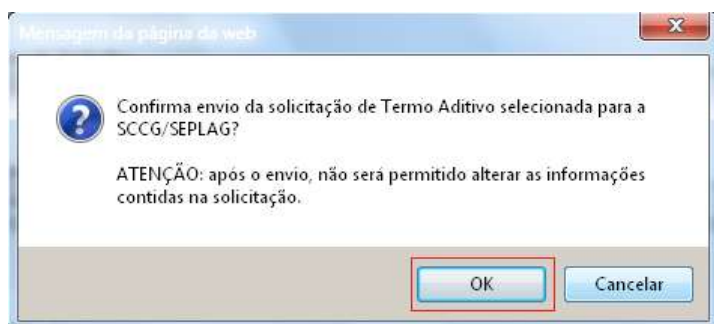 Mensagem da página da web
Confirma envio da solicitação de Termo Aditivo selecionada para a
SCCG/SEPLAG?
ATENÇÃO: após o envio, não será permitido alterar as informações
contidas na solicitação.
OK
Cancelar